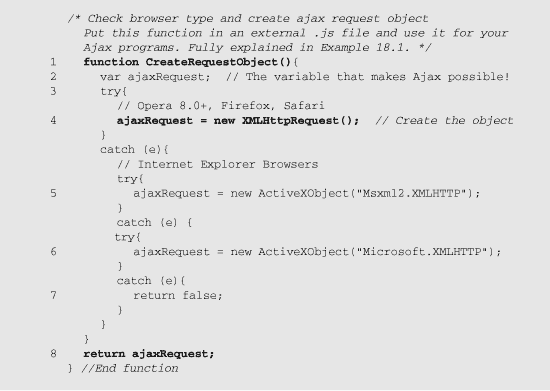 /* Check browser type and create ajax request object
Put this function in an external .js file and use it for your
Ajax programs. Fully explained in Example 18.1. */
1 function CreateRequestObject(){
2 var ajaxRequest; // The variable that makes Ajax possible!
3 try{
// Opera 8.0+, Firefox, Safari
4 ajaxRequest = new XMLHttpRequest(); // Create the object
}
catch (e){
// Internet Explorer Browsers
try{
5 ajaxRequest = new ActiveXObject("Msxml2.XMLHTTP");
}
catch (e) {
try{
6 ajaxRequest = new ActiveXObject("Microsoft.XMLHTTP");
}
catch (e){
7 return false;
}
}
}
8 return ajaxRequest;
} //End function